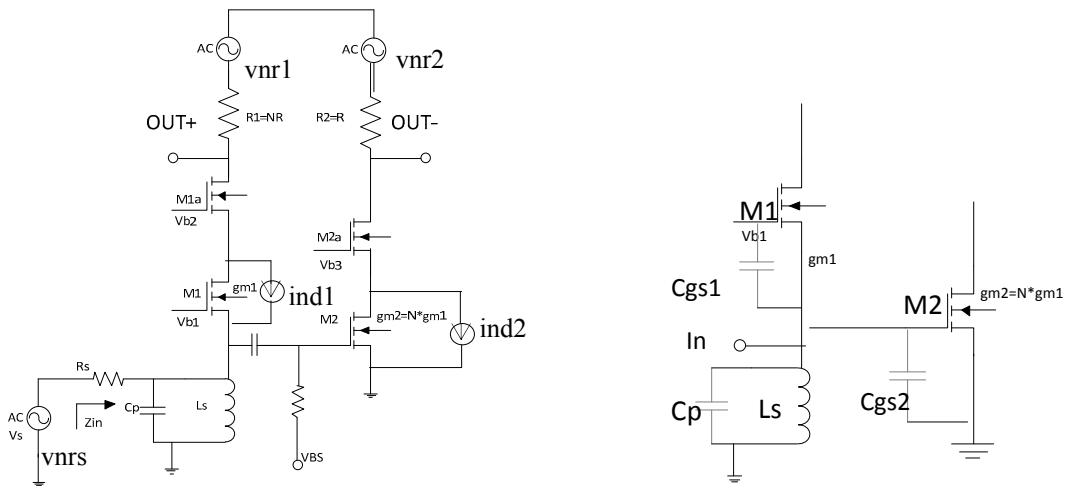 AC
vnr1
AC
vnr2
OUT+
R1=NR
R2=R
OUT-
M1a
Vb2
M2a
Vb3
M1
gm1
ind1
Vb1
M2
gm2=N*gm1
ind2
Rs
Cp
Ls
Zin
AC
Vs
vnrs
VBS
M1
Vb1
gm1
Cgs1
M2
gm2=N*gm1
In
Cgs2
Cp
Ls